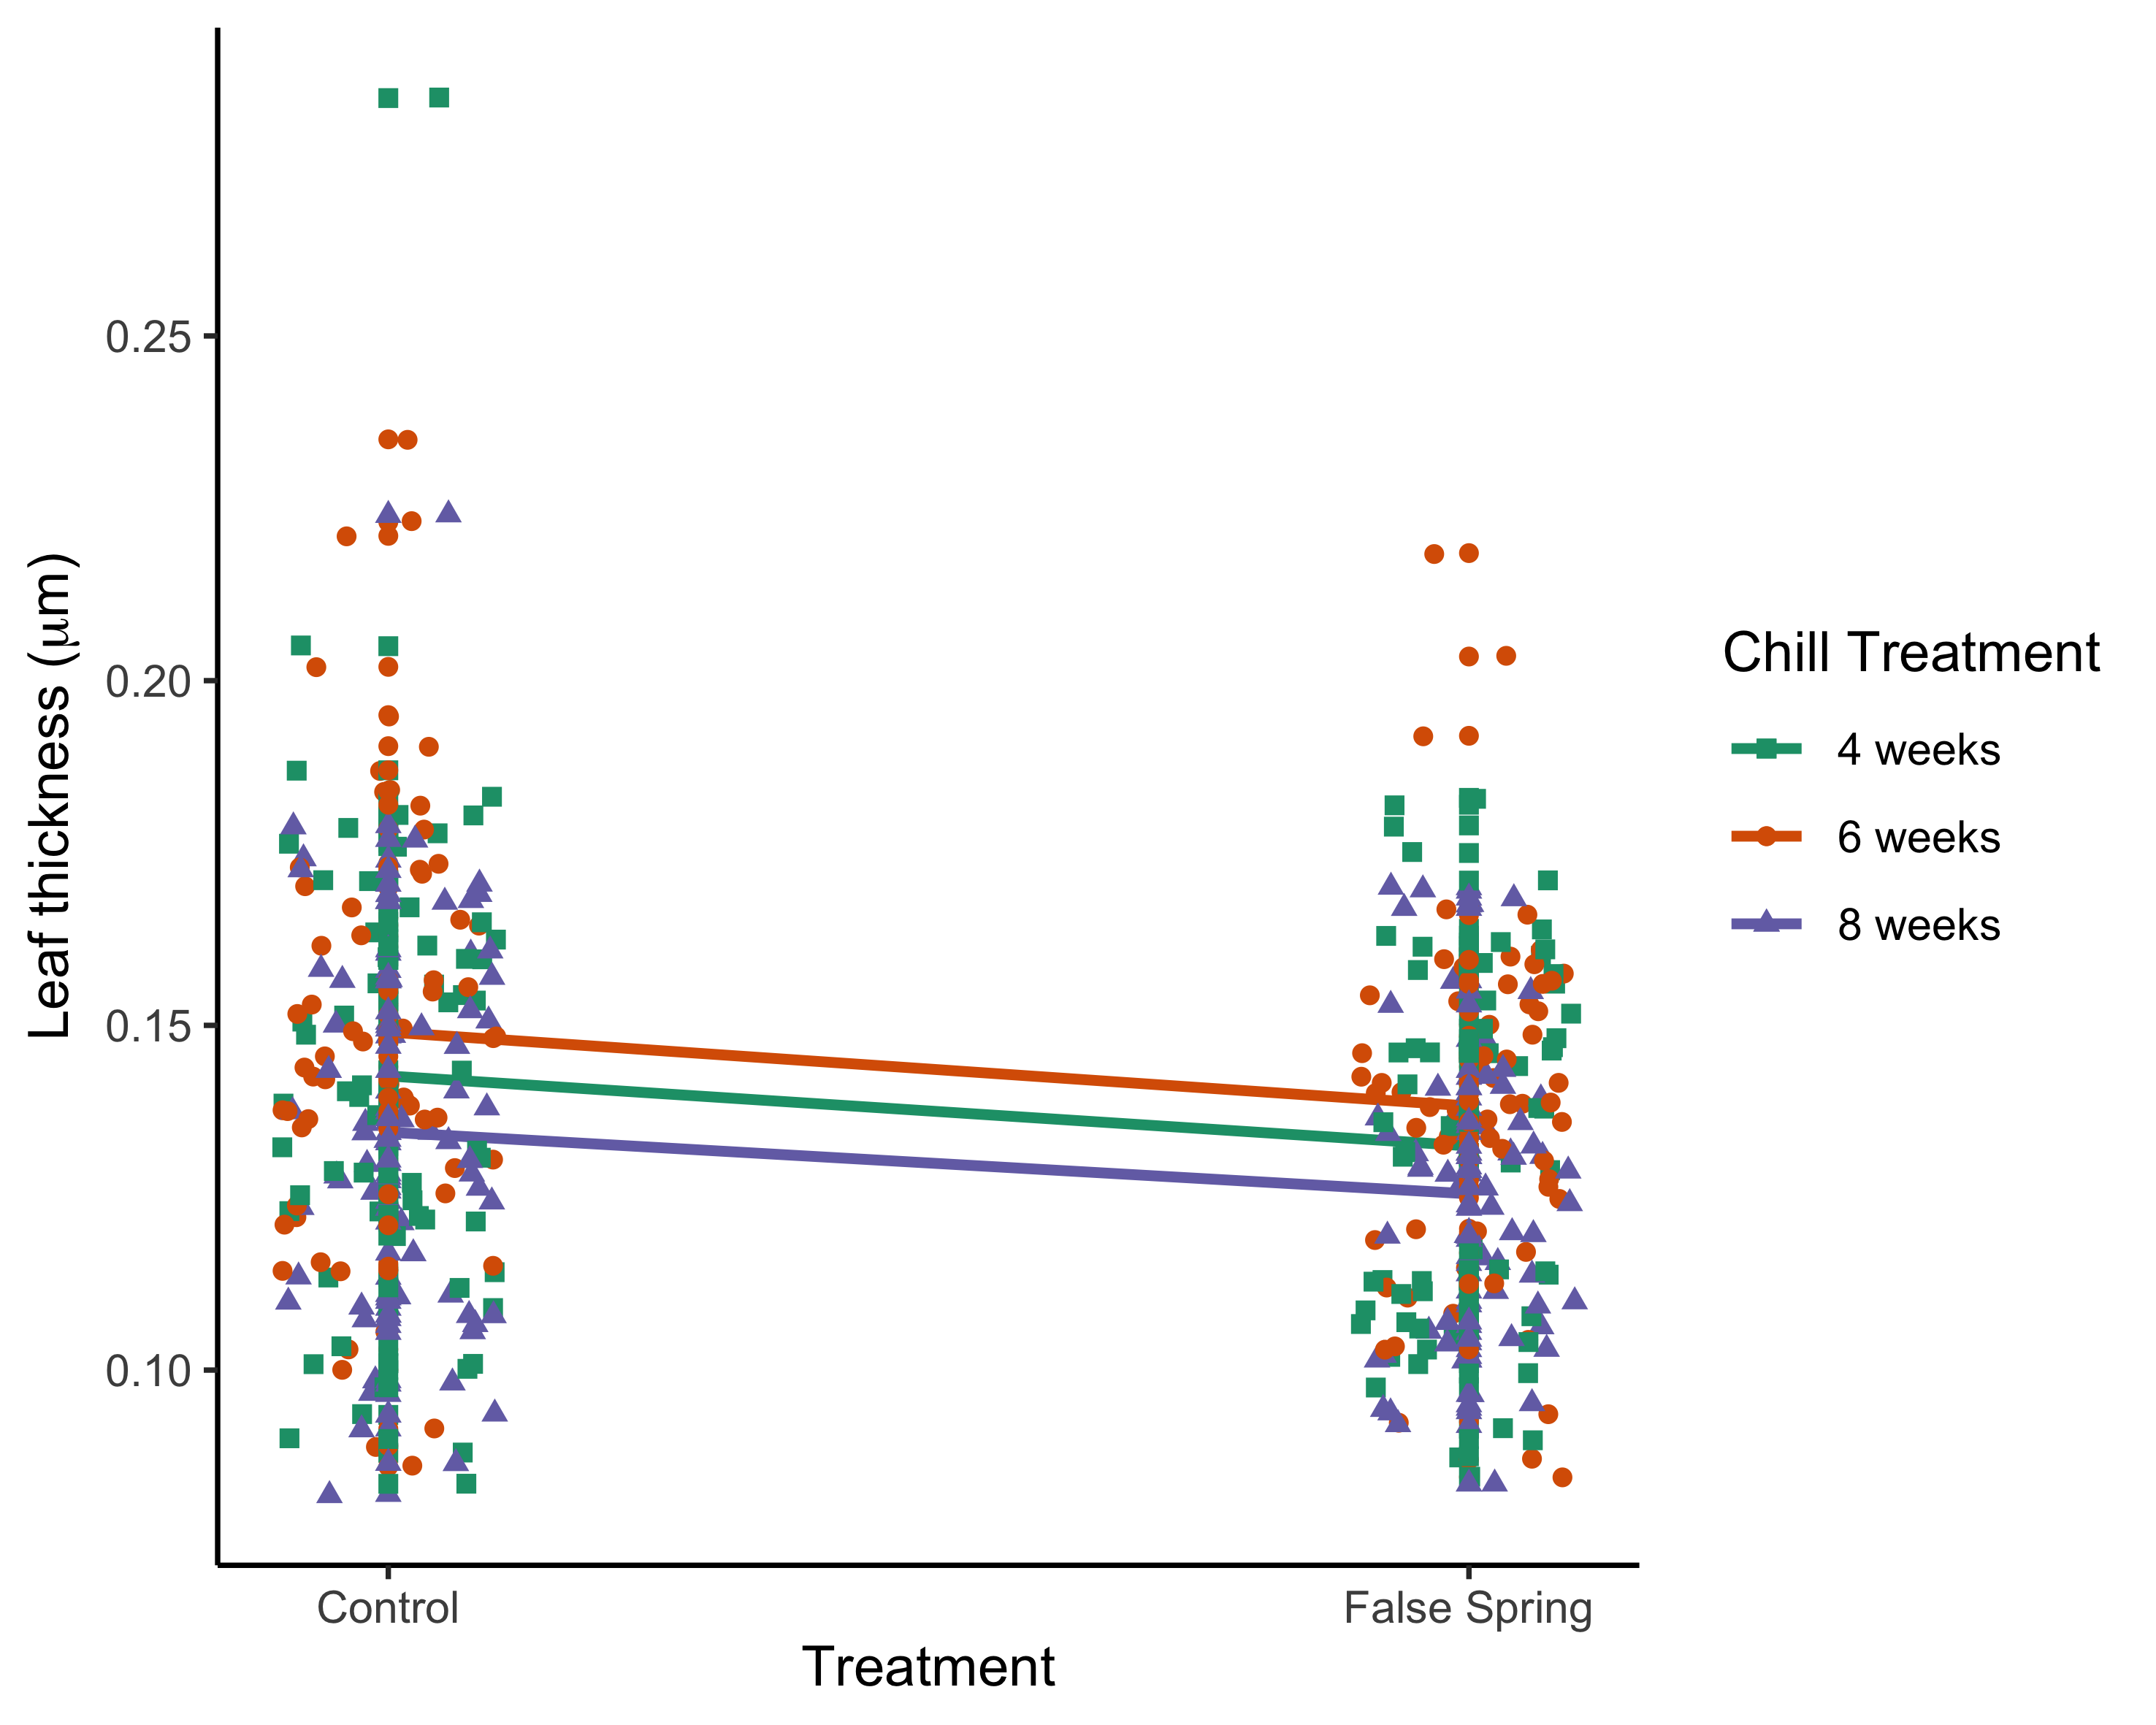 Leaf thickness (μm)
0.25
0.20
0.15
0.10
Control
False Spring
Treatment
Chill Treatment
4 weeks
6 weeks
8 weeks